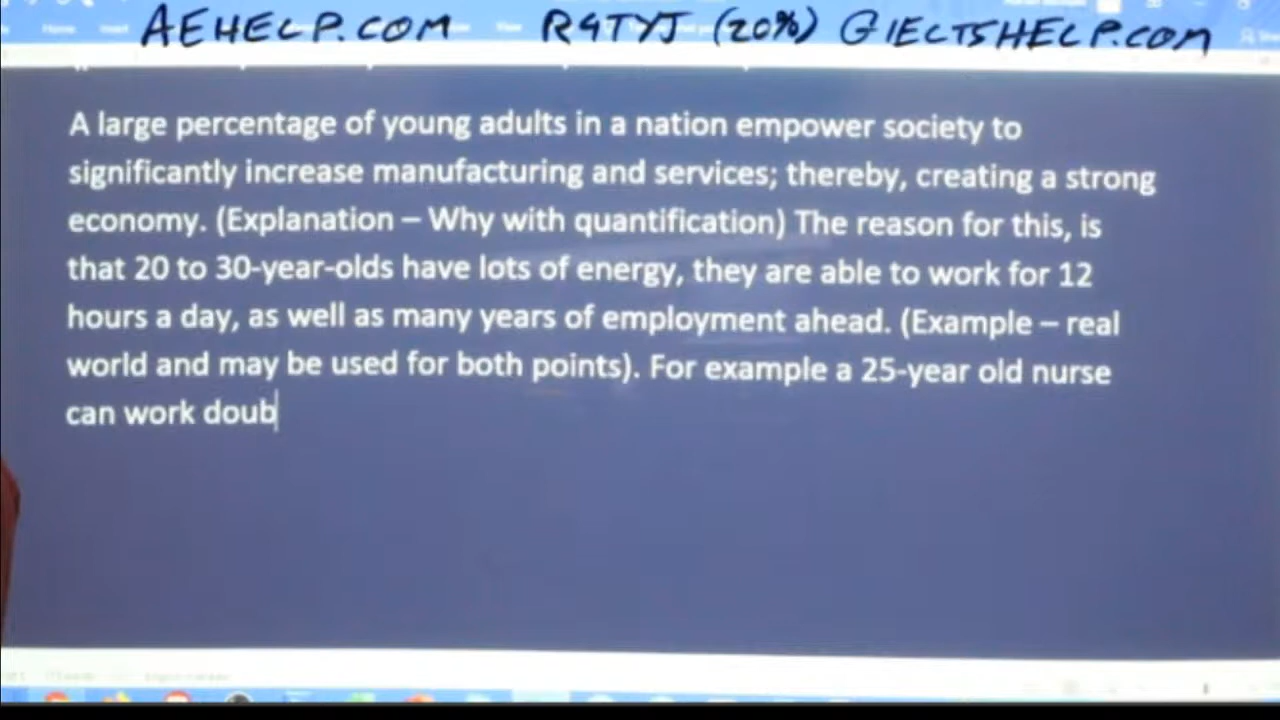 AEHELP.COM R4TYJ (20%) GIELTSHELP.COM
A large percentage of young adults in a nation empower society to
significantly increase manufacturing and services; thereby, creating a strong
economy. (Explanation – Why with quantification) The reason for this, is
that 20 to 30-year-olds have lots of energy, they are able to work for 12
hours a day, as well as many years of employment ahead. (Example – real
world and may be used for both points). For example a 25-year old nurse
can work doub